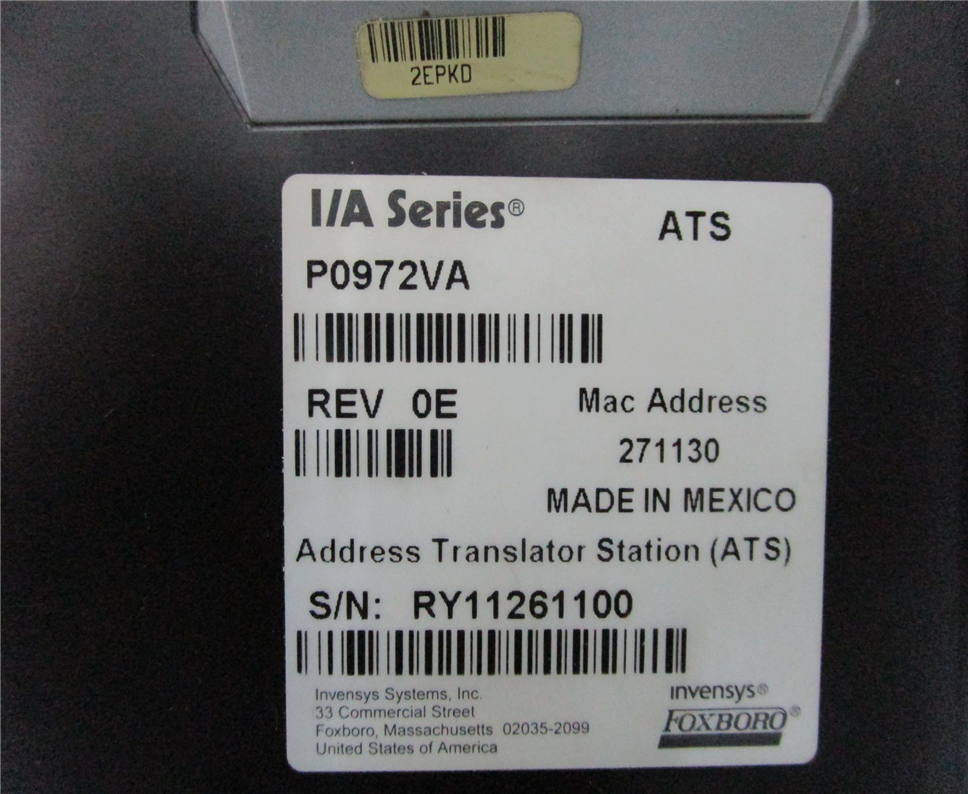 2EPKD
I/A Series®
ATS
P0972VA
REV 0E
Mac Address
271130
MADE IN MEXICO
Address Translator Station (ATS)
S/N: RY11261100
Invensys Systems, Inc.
33 Commercial Street
Foxboro, Massachusetts 02035-2099
United States of America
invensys®
FOXBORO®